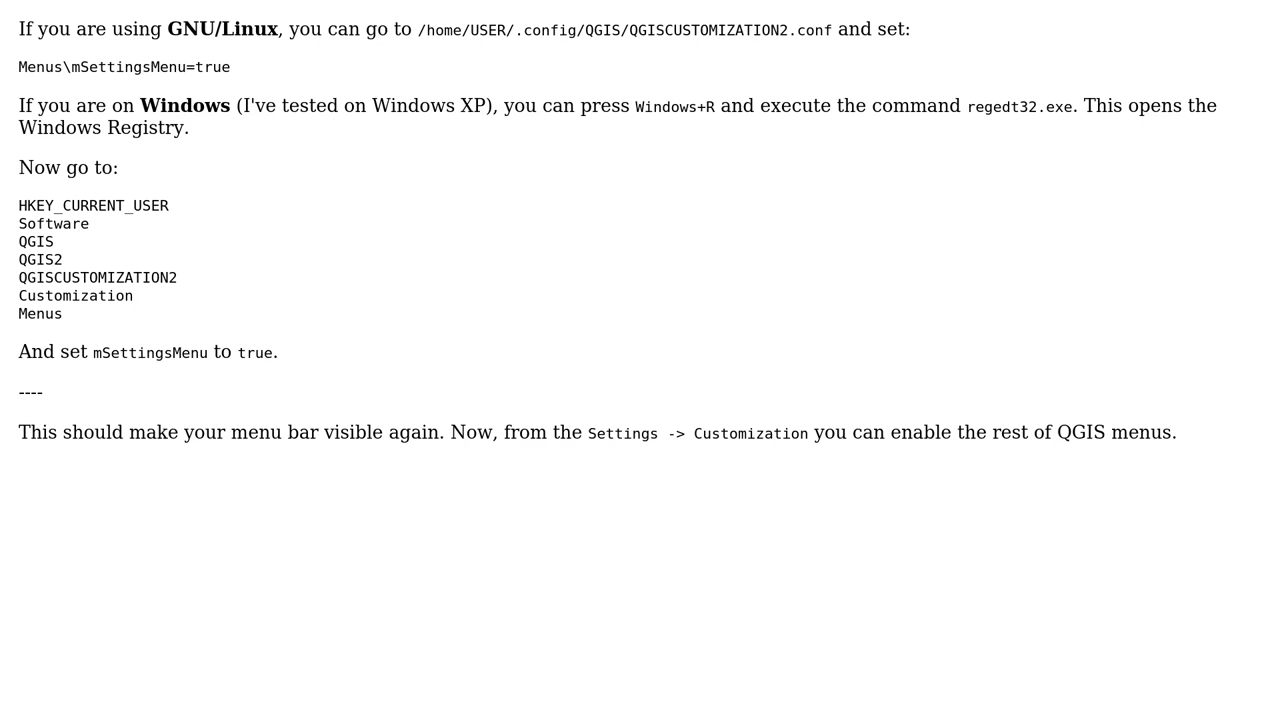 If you are using GNU/Linux, you can go to /home/USER/.config/QGIS/QGISCUSTOMIZATION2.conf and set:
Menus\mSettingsMenu=true
If you are on Windows (I've tested on Windows XP), you can press Windows+R and execute the command regedt32.exe. This opens the
Windows Registry.
Now go to:
HKEY_CURRENT_USER
Software
QGIS
QGIS2
QGISCUSTOMIZATION2
Customization
Menus
And set mSettingsMenu to true.
----
This should make your menu bar visible again. Now, from the Settings -> Customization you can enable the rest of QGIS menus.